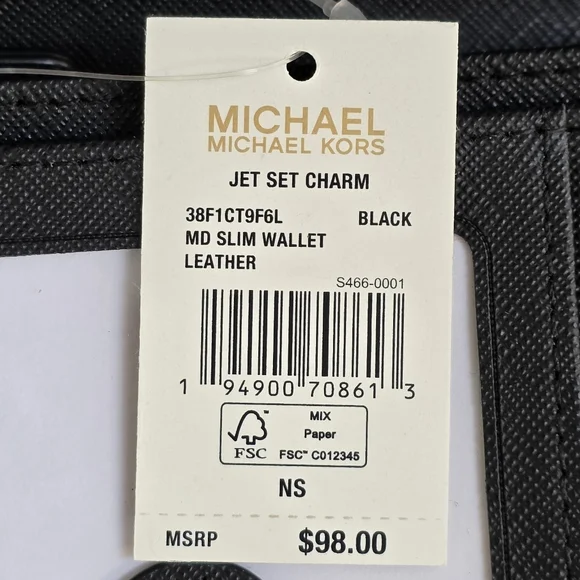 MICHAEL
MICHAEL KORS
JET SET CHARM
38F1CT9F6L BLACK
MD SLIM WALLET
LEATHER
S466-0001
1 94900 70861 3
MIX
Paper
FSC FSC™ C012345
NS
MSRP $98.00